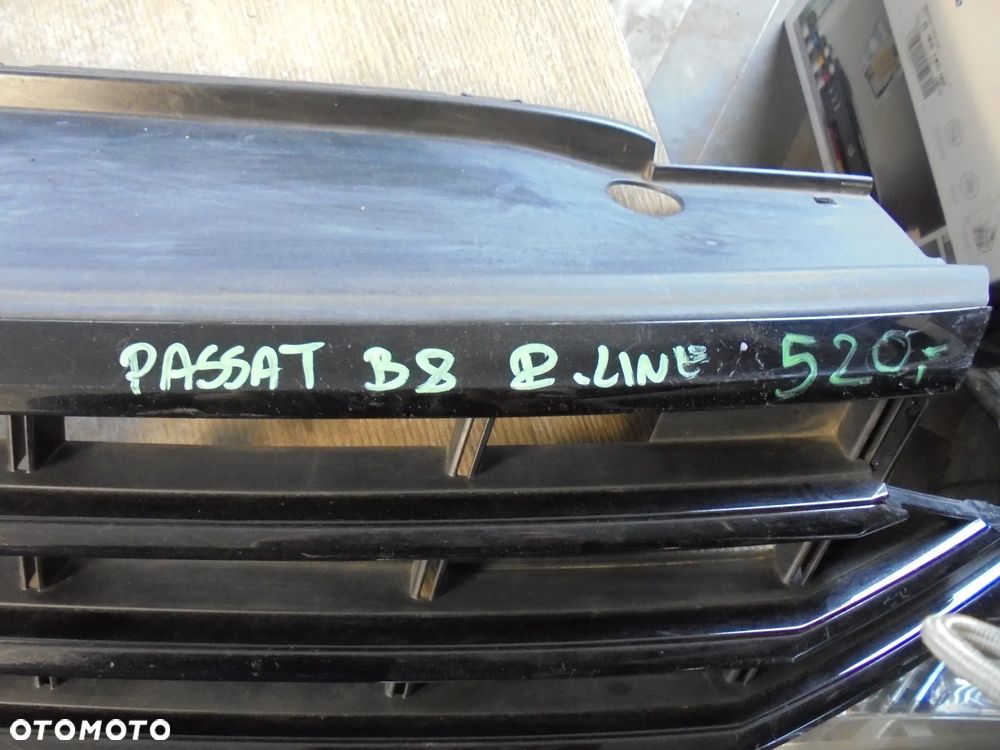 PASSAT B8 R.LINE 520,-
OTOMOTO